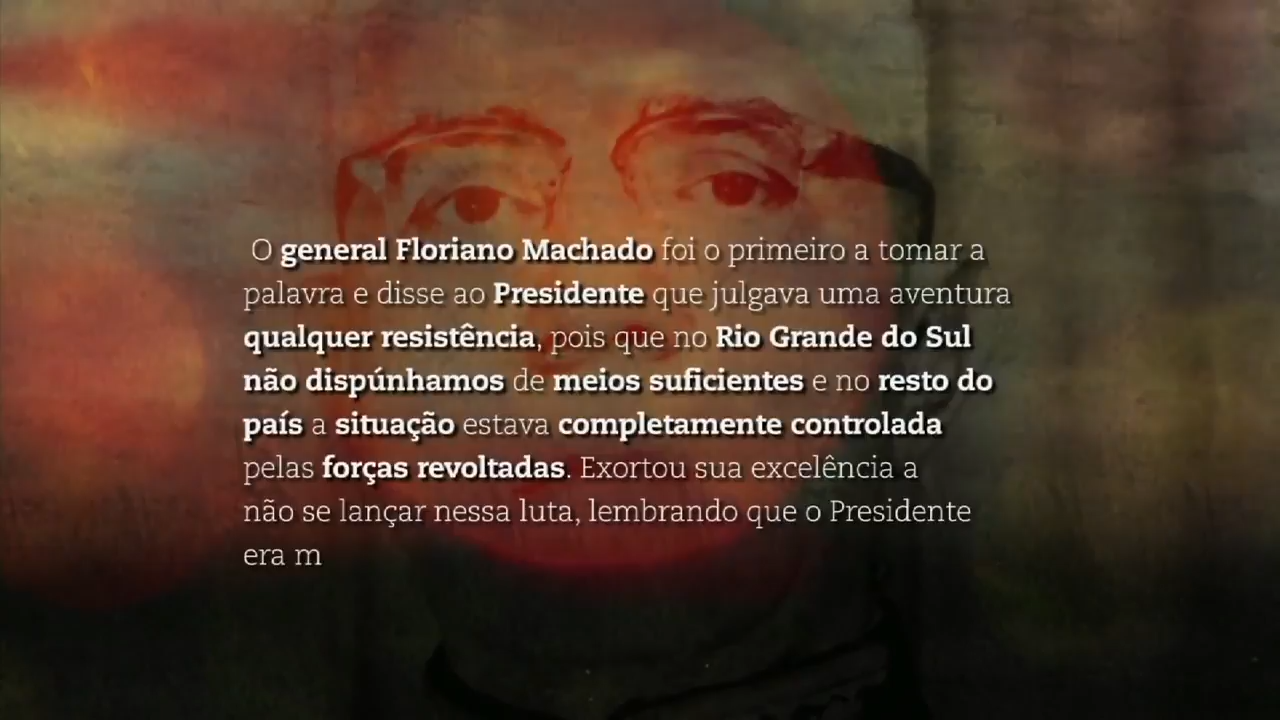 O general Floriano Machado foi o primeiro a tomar a
palavra e disse ao Presidente que julgava uma aventura
qualquer resistência, pois que no Rio Grande do Sul
não dispúnhamos de meios suficientes e no resto do
país a situação estava completamente controlada
pelas forças revoltadas. Exortou sua excelência a
não se lançar nessa luta, lembrando que o Presidente
era m